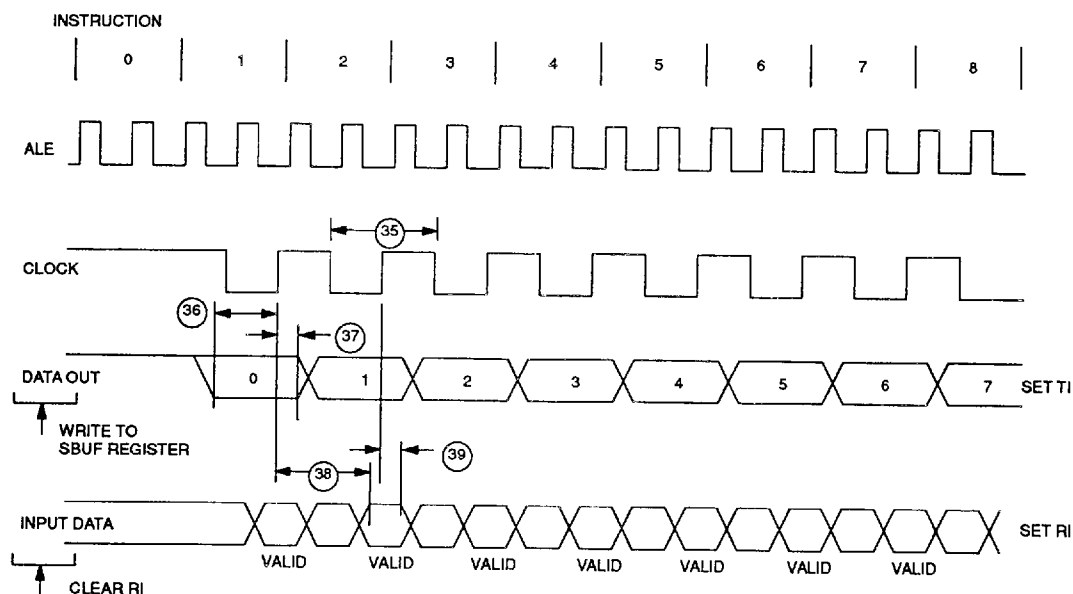 INSTRUCTION
0 1 2 3 4 5 6 7 8
ALE
35
CLOCK
36
37
DATA OUT 0 1 2 3 4 5 6 7 SET TI
WRITE TO
SBUF REGISTER
39
38
INPUT DATA SET RI
VALID VALID VALID VALID VALID VALID VALID
CLEAR RI